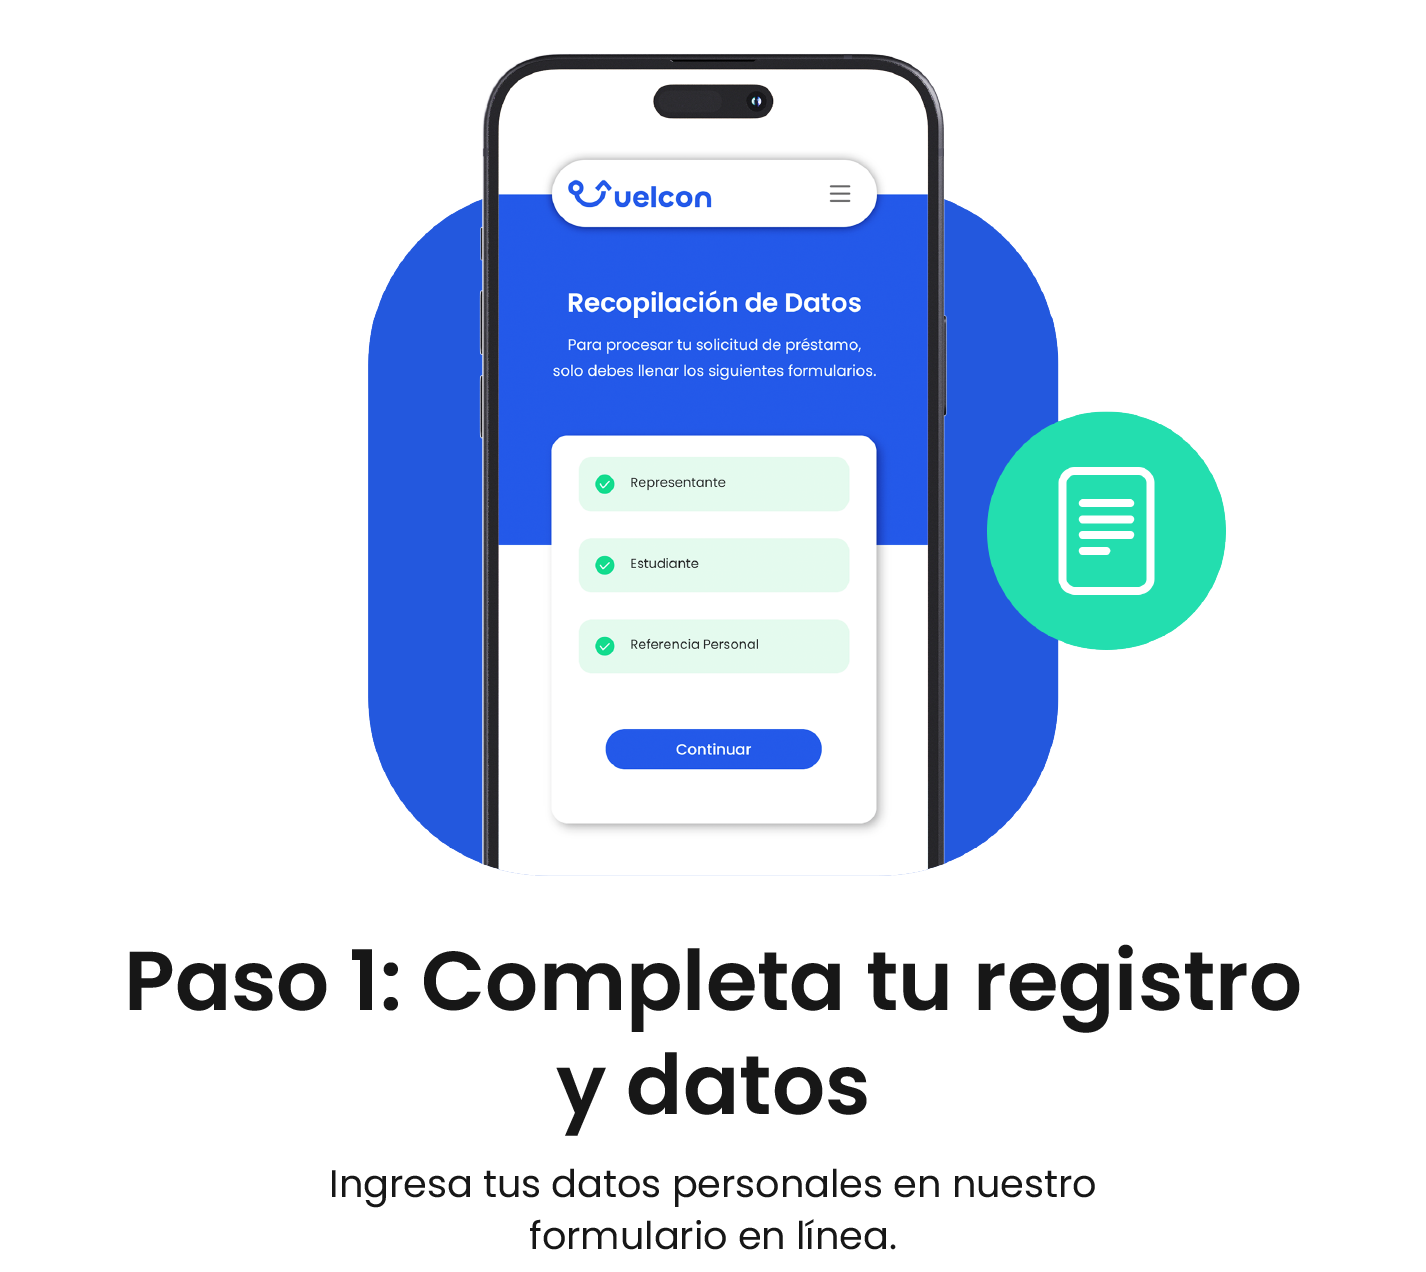 uelcon
Recopilación de Datos
Para procesar tu solicitud de préstamo,
solo debes llenar los siguientes formularios.
Representante
Estudiante
Referencia Personal
Continuar
Paso 1: Completa tu registro
y datos
Ingresa tus datos personales en nuestro
formulario en línea.